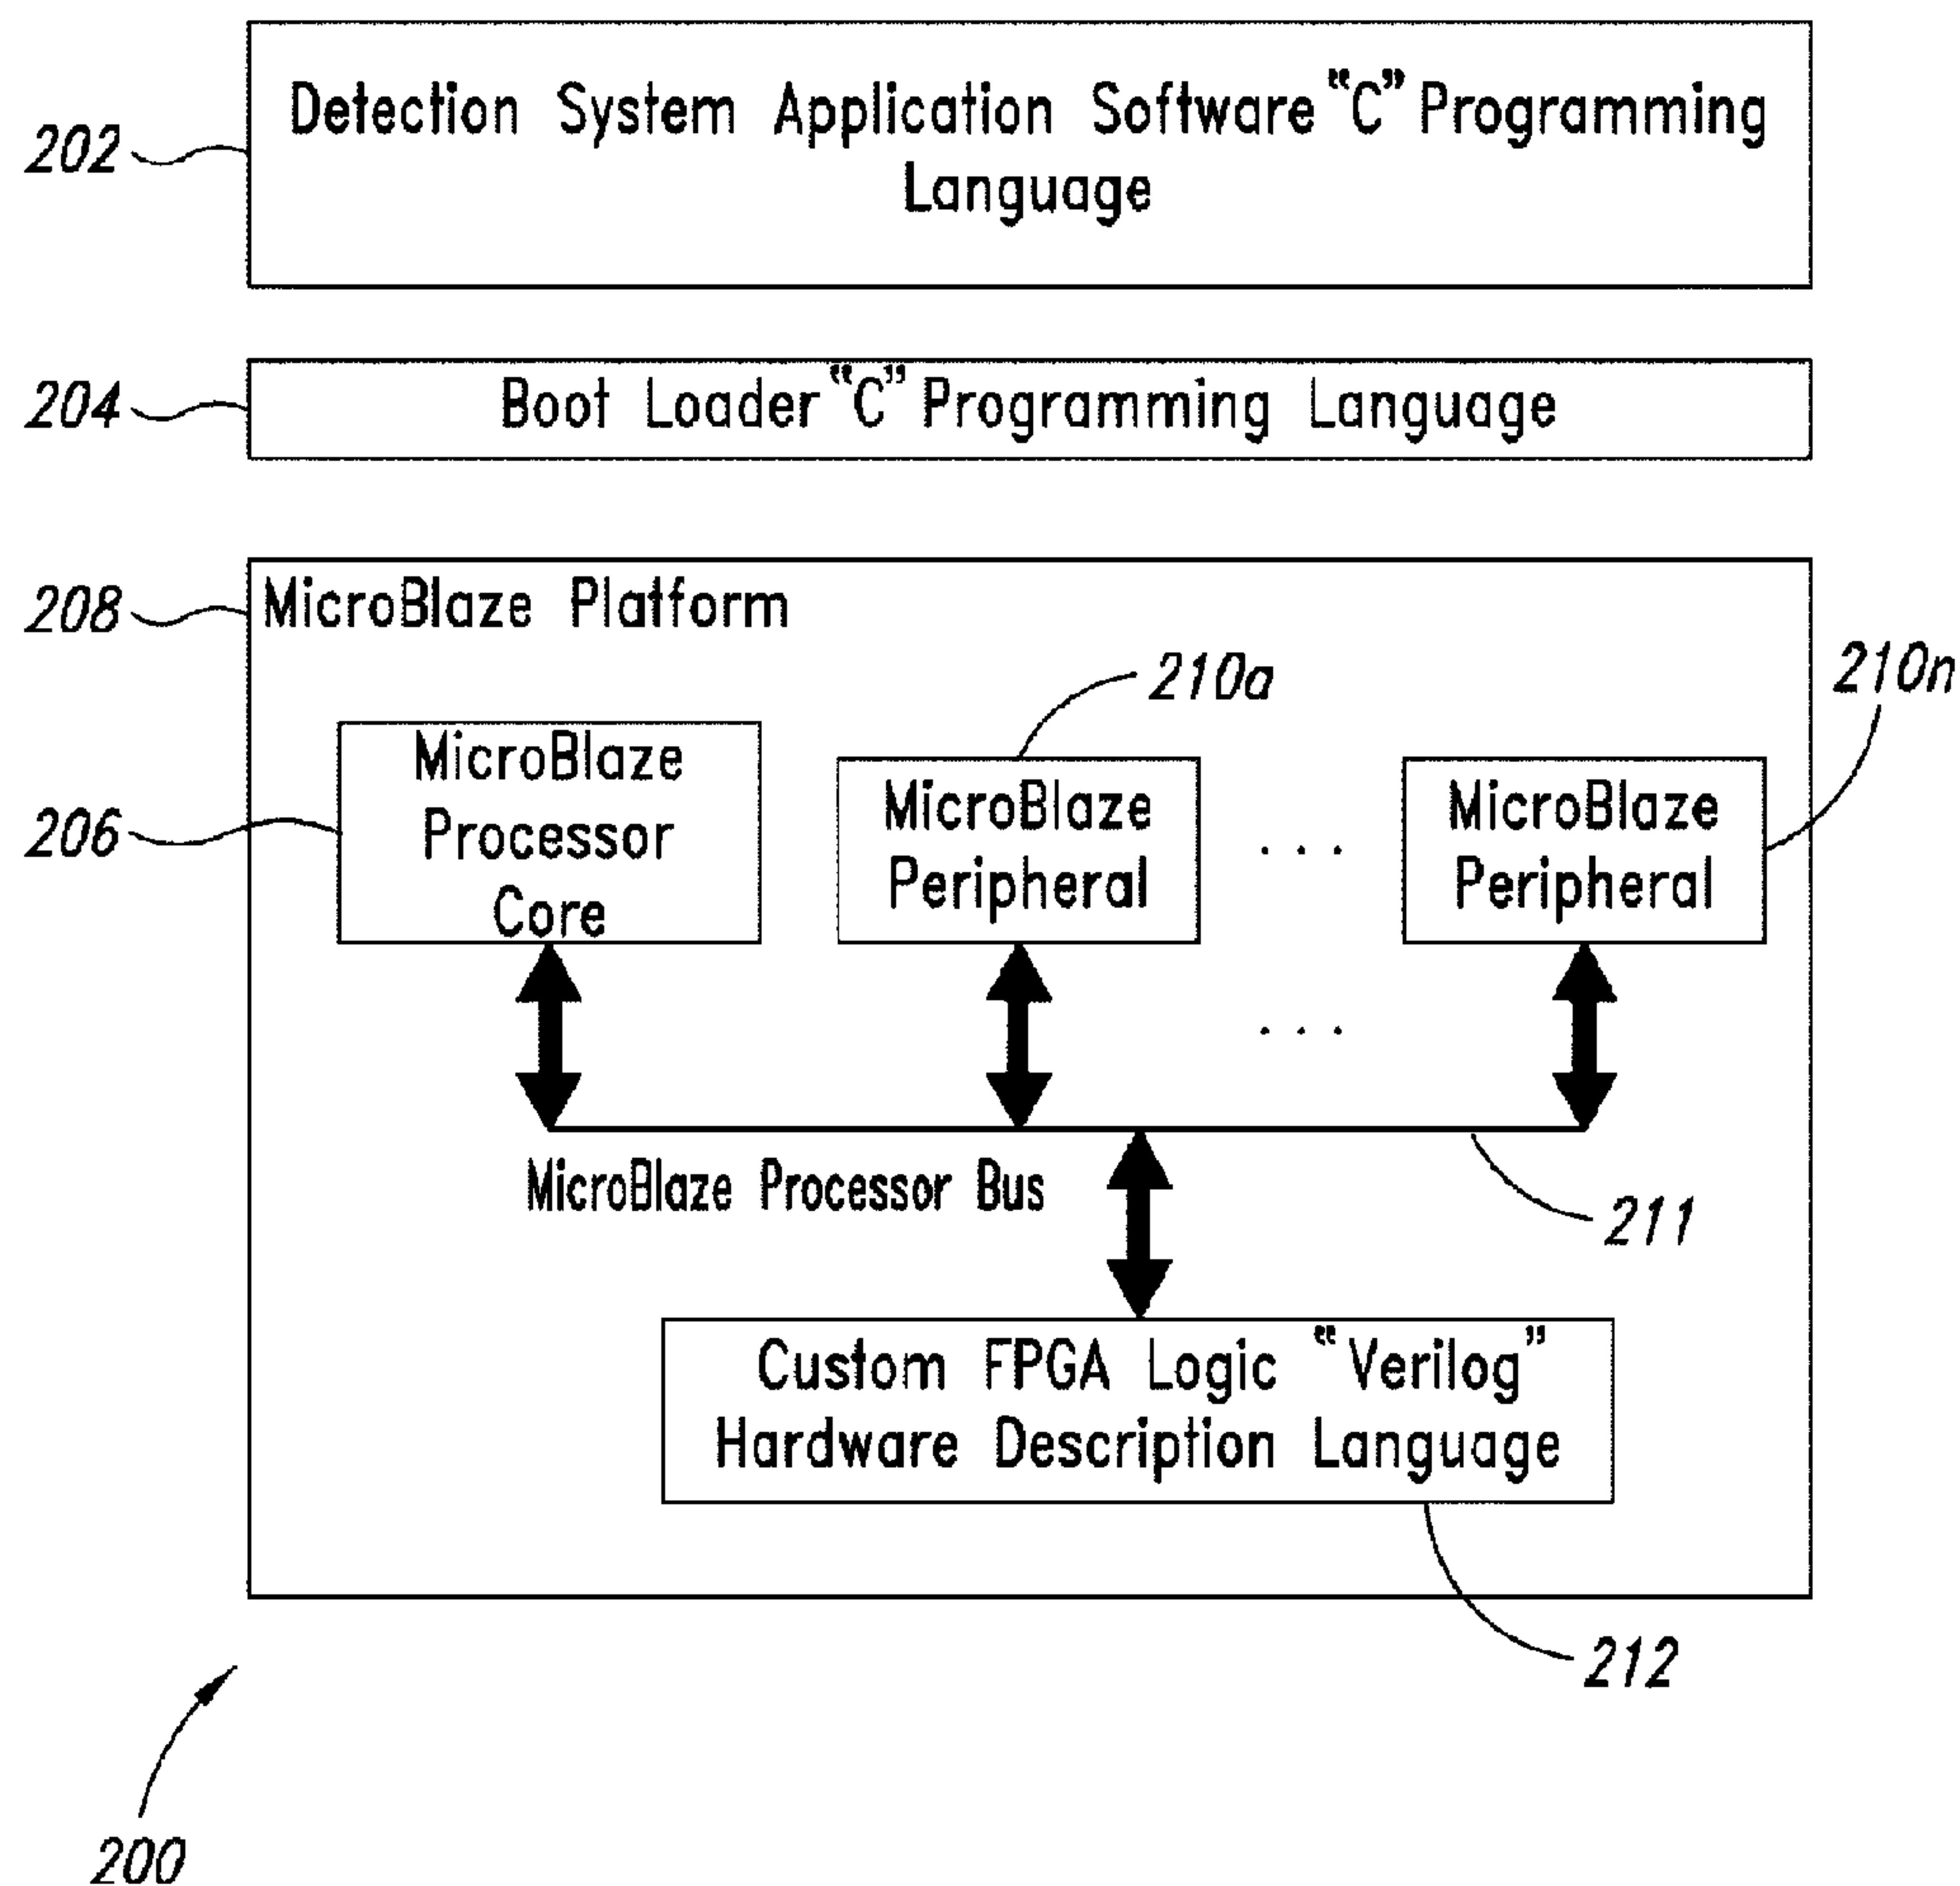 Detection System Application Software "C" Programming
Language
202
Boot Loader "C" Programming Language
204
208
MicroBlaze Platform
210a
210n
MicroBlaze
Processor
Core
206
MicroBlaze
Peripheral
. . .
MicroBlaze
Peripheral
. . .
MicroBlaze Processor Bus
211
Custom FPGA Logic "Verilog"
Hardware Description Language
212
200